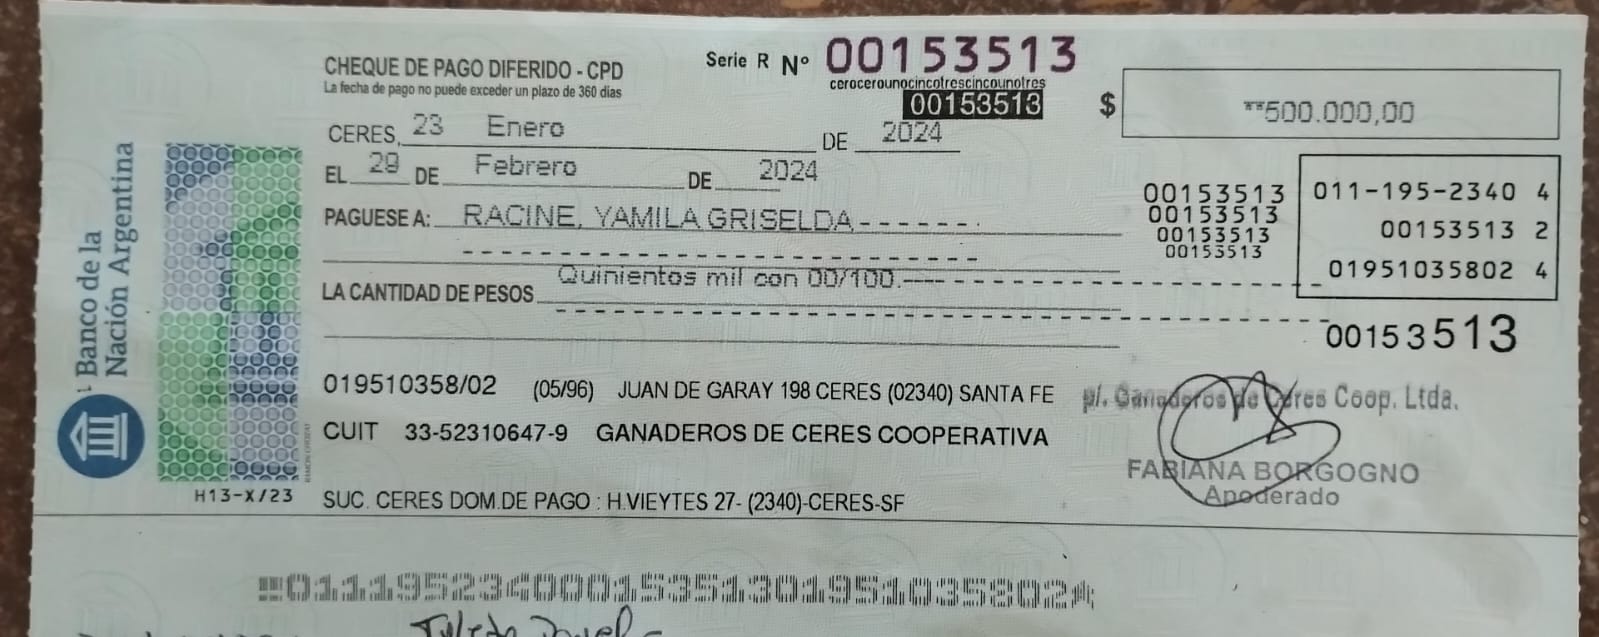 Banco de la
Nación Argentina
H13-X/23
CHEQUE DE PAGO DIFERIDO - CPD
La fecha de pago no puede exceder un plazo de 360 dias
Serie R Nº 00153513
cerocerounocincotrescincounotres
00153513
$ **500.000,00
CERES, 23 Enero DE 2024
EL 29 DE Febrero DE 2024
PAGUESE A: RACINE, YAMILA GRISELDA - - - - - - -
LA CANTIDAD DE PESOS Quinientos mil con 00/100.----
00153513
00153513
00153513
00153513
011-195-2340 4
00153513 2
01951035802 4
00153513
019510358/02 (05/96) JUAN DE GARAY 198 CERES (02340) SANTA FE
CUIT 33-52310647-9 GANADEROS DE CERES COOPERATIVA
SUC. CERES DOM.DE PAGO : H.VIEYTES 27- (2340)-CERES-SF
p/. Ganaderos de Ceres Coop. Ltda.
FABIANA BORGOGNO
Apoderado
01119523400015351301951035802